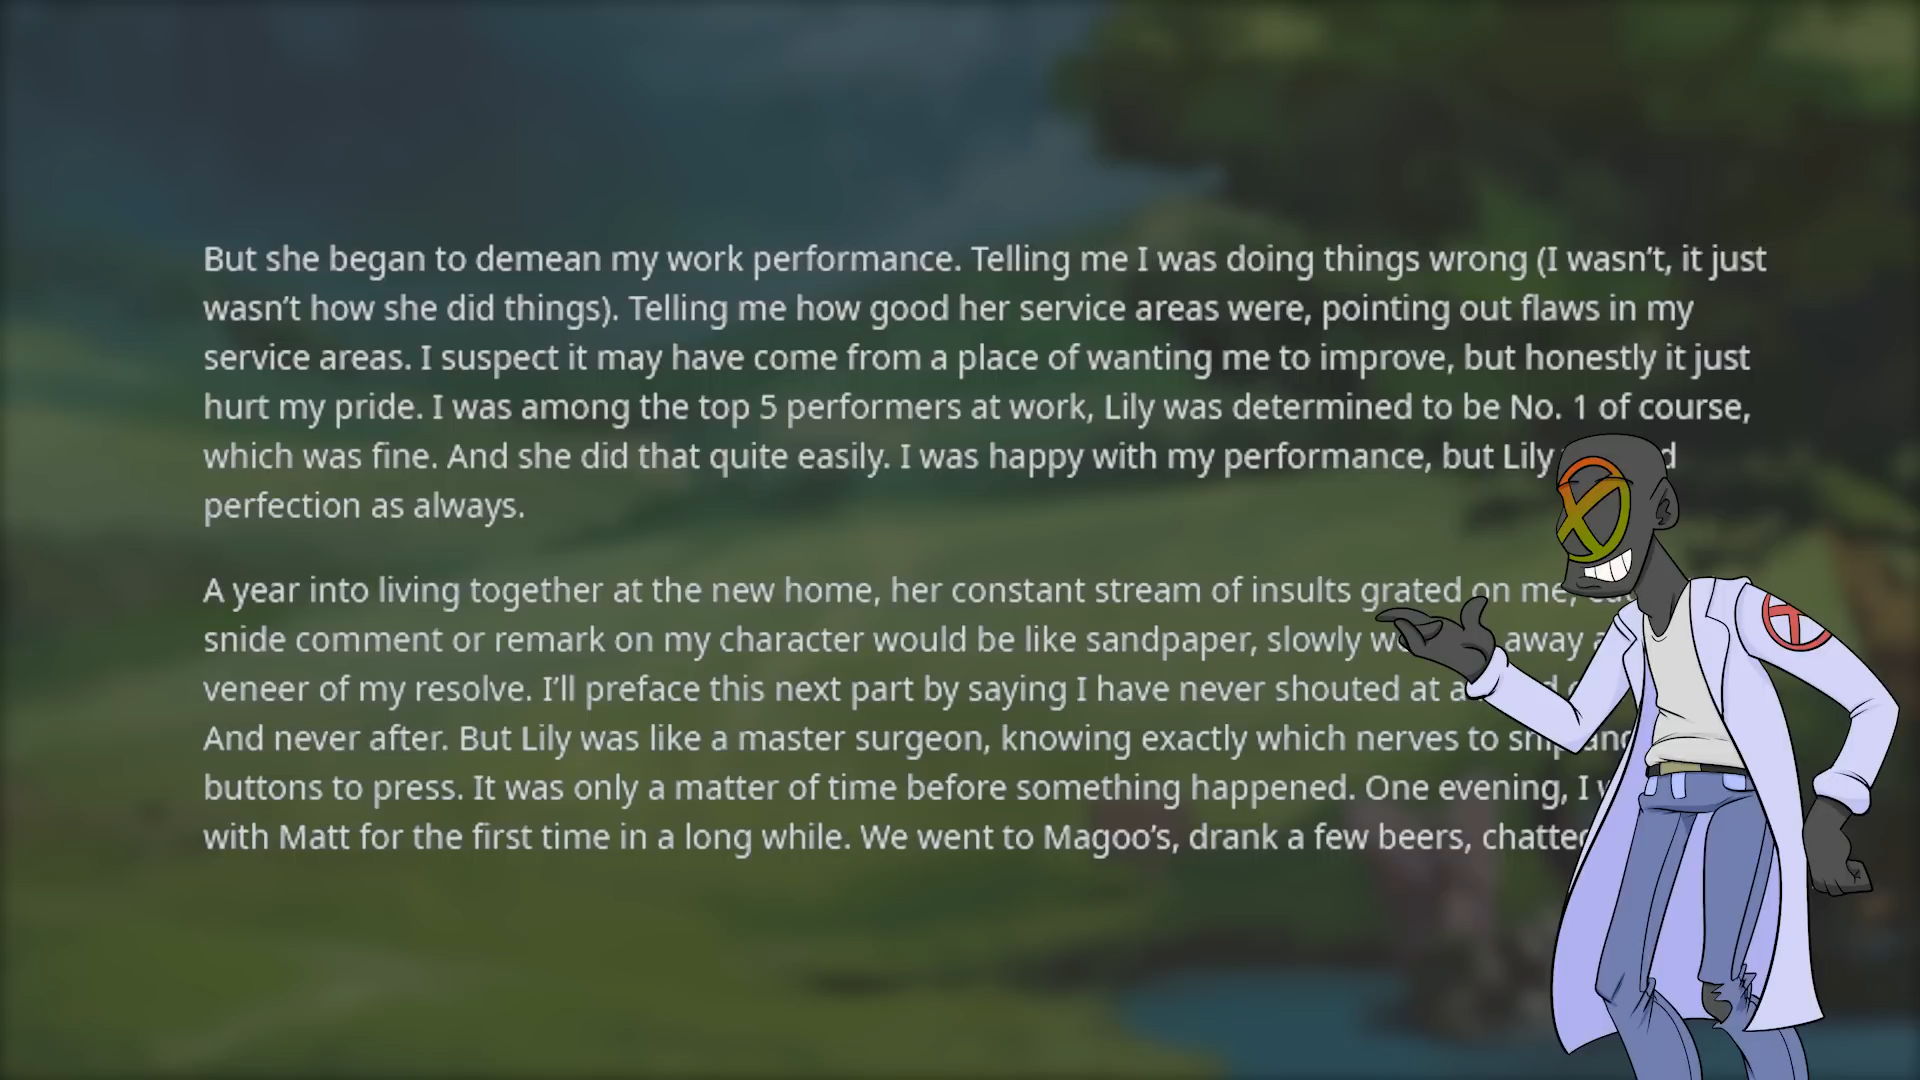 But she began to demean my work performance. Telling me I was doing things wrong (I wasn’t, it just
wasn’t how she did things). Telling me how good her service areas were, pointing out flaws in my
service areas. I suspect it may have come from a place of wanting me to improve, but honestly it just
hurt my pride. I was among the top 5 performers at work, Lily was determined to be No. 1 of course,
which was fine. And she did that quite easily. I was happy with my performance, but Lily
perfection as always.
A year into living together at the new home, her constant stream of insults grated on me,
snide comment or remark on my character would be like sandpaper, slowly away
veneer of my resolve. I’ll preface this next part by saying I have never shouted at
And never after. But Lily was like a master surgeon, knowing exactly which nerves to snip and
buttons to press. It was only a matter of time before something happened. One evening, I
with Matt for the first time in a long while. We went to Magoo’s, drank a few beers, chatted